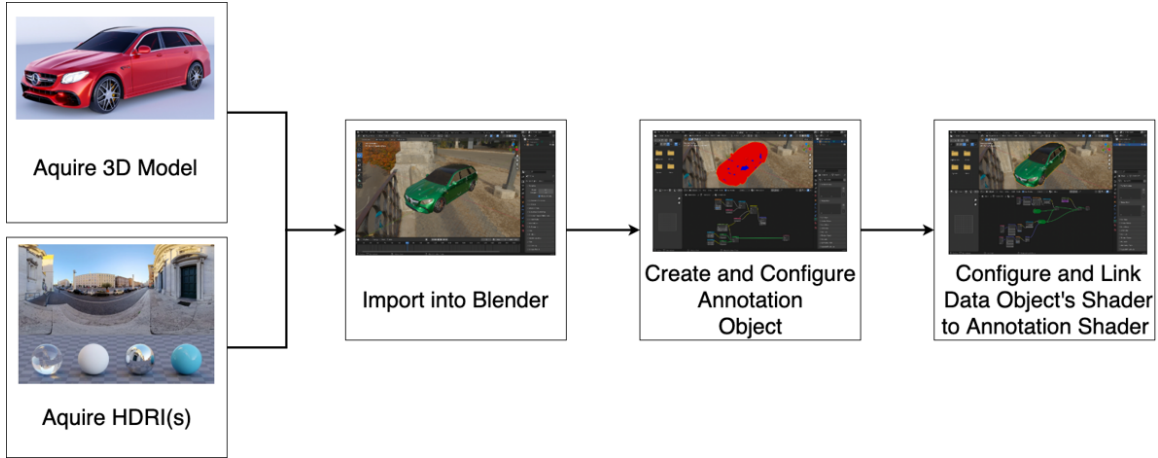 Aquire 3D Model
Aquire HDRI(s)
Import into Blender
Create and Configure
Annotation
Object
Configure and Link
Data Object's Shader
to Annotation Shader